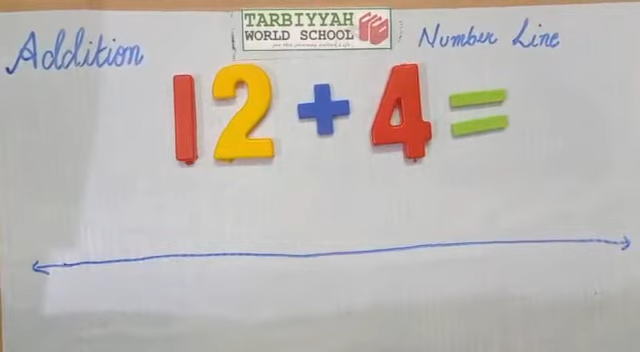 TARBIYYAH
WORLD SCHOOL
Addition
Number Line
12+4=